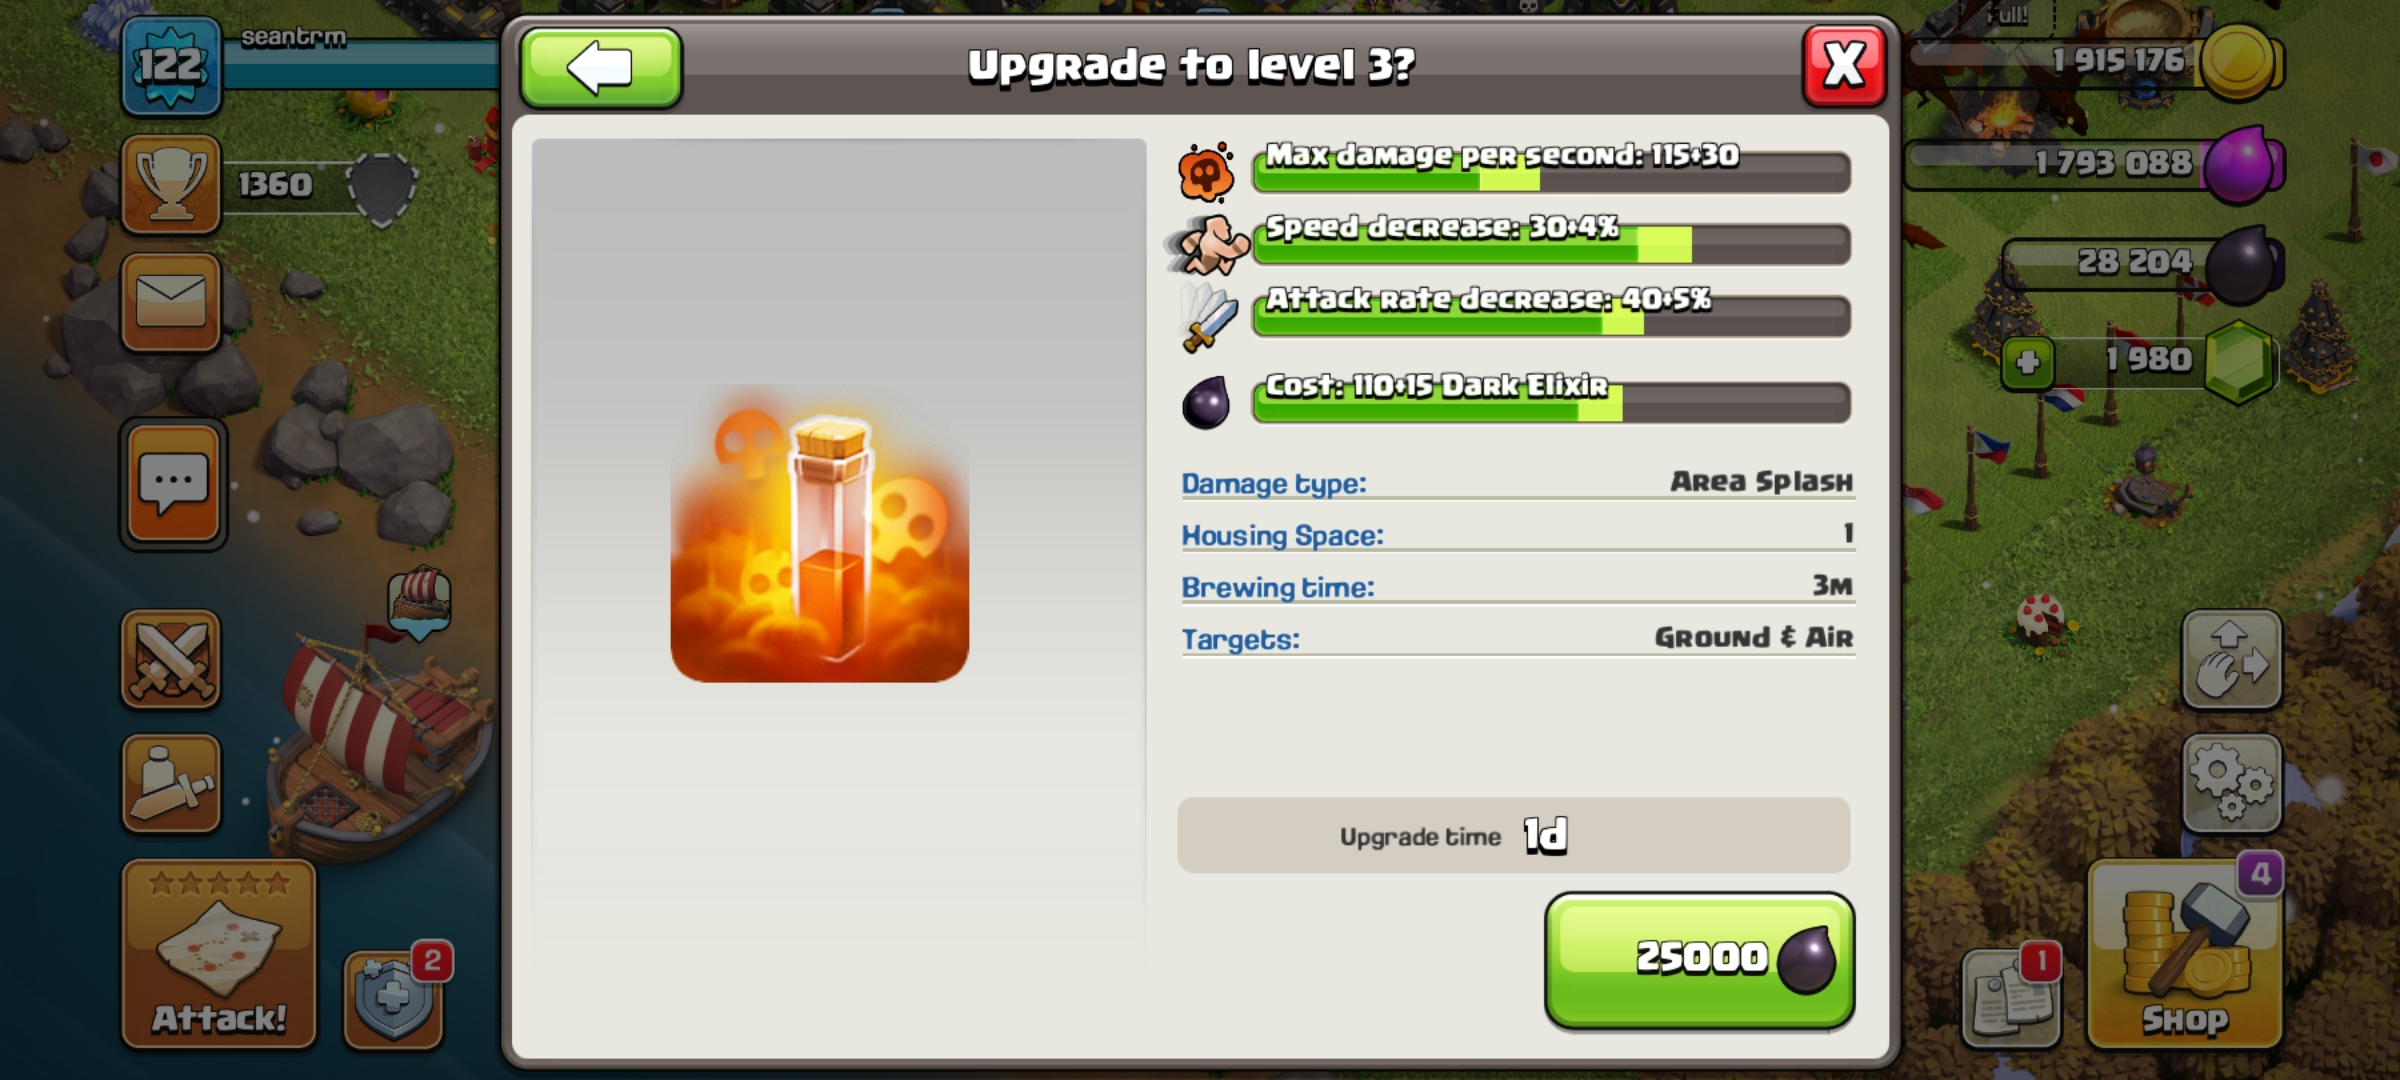 122
seantrm
1360
Upgrade to level 3?
X
Full!
1 915 176
1 793 088
28 204
1 980
Max damage per second: 115+30
Speed decrease: 30+4%
Attack rate decrease: 40+5%
Cost: 110+15 Dark Elixir
Damage type: Area Splash
Housing Space: 1
Brewing time: 3m
Targets: Ground & Air
Upgrade time 1d
25000
Attack!
2
1
4
Shop